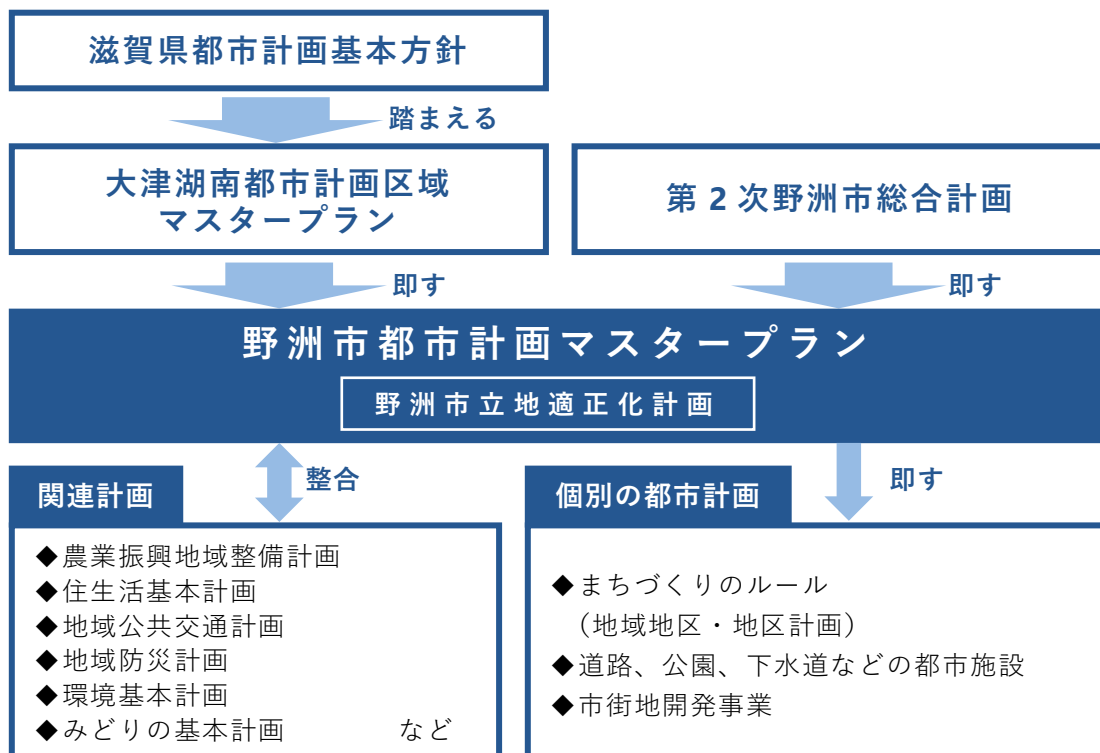 滋賀県都市計画基本方針
踏まえる
大津湖南都市計画区域
マスタープラン
第2次野洲市総合計画
即す
即す
野洲市都市計画マスタープラン
野洲市立地適正化計画
整合
即す
関連計画
◆農業振興地域整備計画
◆住生活基本計画
◆地域公共交通計画
◆地域防災計画
◆環境基本計画
◆みどりの基本計画 など
個別の都市計画
◆まちづくりのルール
（地域地区・地区計画）
◆道路、公園、下水道などの都市施設
◆市街地開発事業